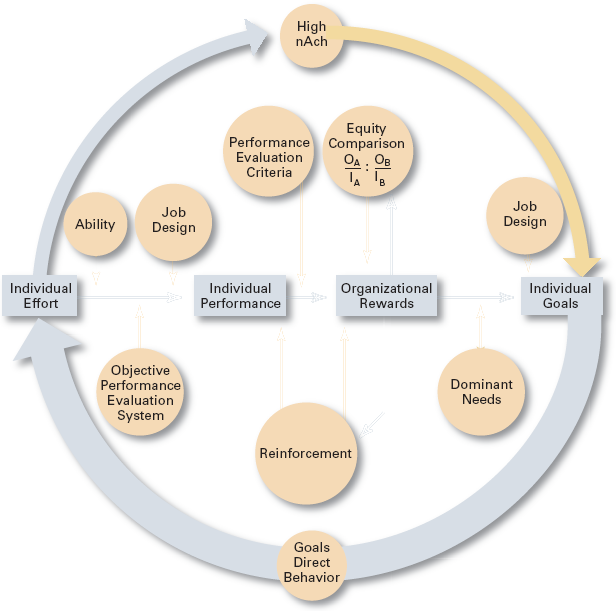 High
nAch
Performance
Evaluation
Criteria
Equity
Comparison
O_A : O_B
I_A I_B
Ability
Job
Design
Job
Design
Individual
Effort
Individual
Performance
Organizational
Rewards
Individual
Goals
Objective
Performance
Evaluation
System
Dominant
Needs
Reinforcement
Goals
Direct
Behavior